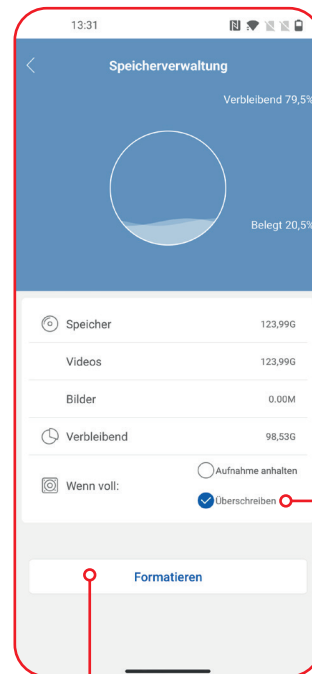 13:31
Speicherverwaltung
Verbleibend 79,5%
Belegt 20,5%
Speicher 123,99G
Videos 123,99G
Bilder 0.00M
Verbleibend 98,53G
Wenn voll: Aufnahme anhalten
Überschreiben
Formatieren